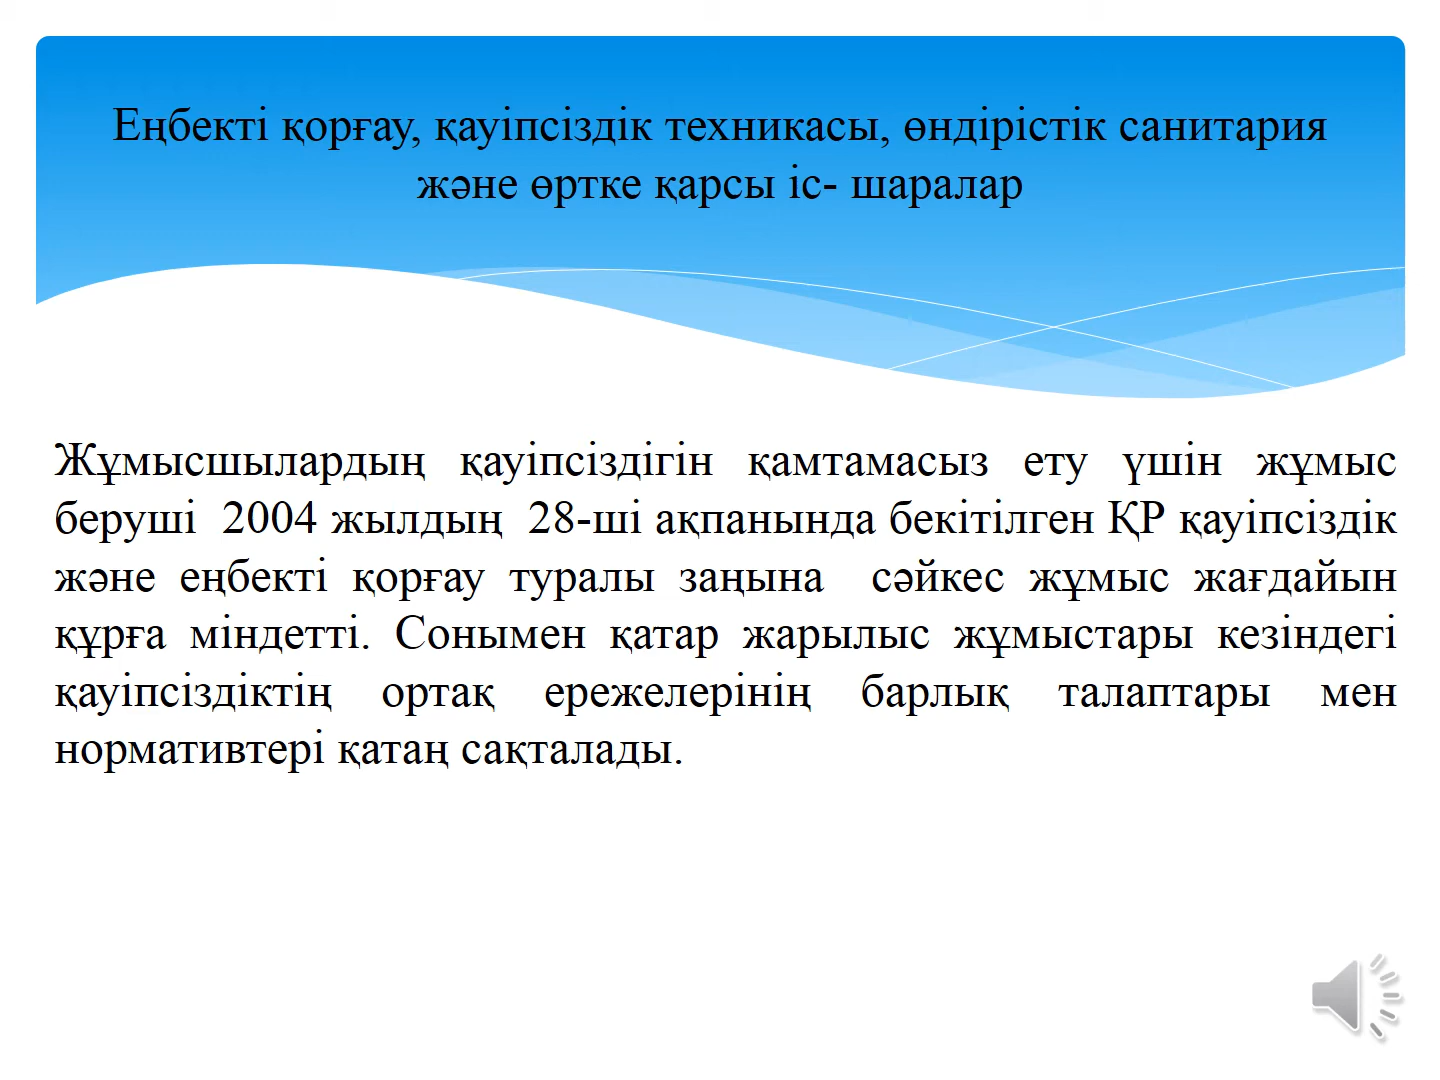 Еңбекті қорғау, қауіпсіздік техникасы, өндірістік санитария
және өртке қарсы іс- шаралар
Жұмысшылардың қауіпсіздігін қамтамасыз ету үшін жұмыс
беруші 2004 жылдың 28-ші ақпанында бекітілген ҚР қауіпсіздік
және еңбекті қорғау туралы заңына сәйкес жұмыс жағдайын
құрға міндетті. Сонымен қатар жарылыс жұмыстары кезіндегі
қауіпсіздіктің ортақ ережелерінің барлық талаптары мен
нормативтері қатаң сақталады.